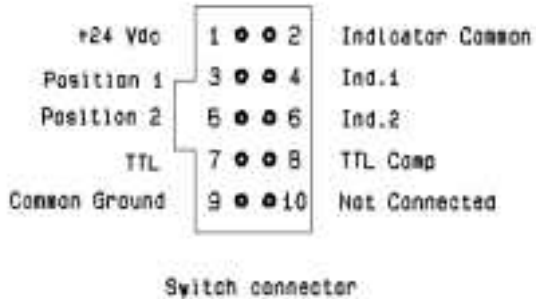 +24 Vdc 1 2 Indicator Common
Position 1 3 4 Ind.1
Position 2 5 6 Ind.2
TTL 7 8 TTL Comp
Common Ground 9 10 Not Connected
Switch connector